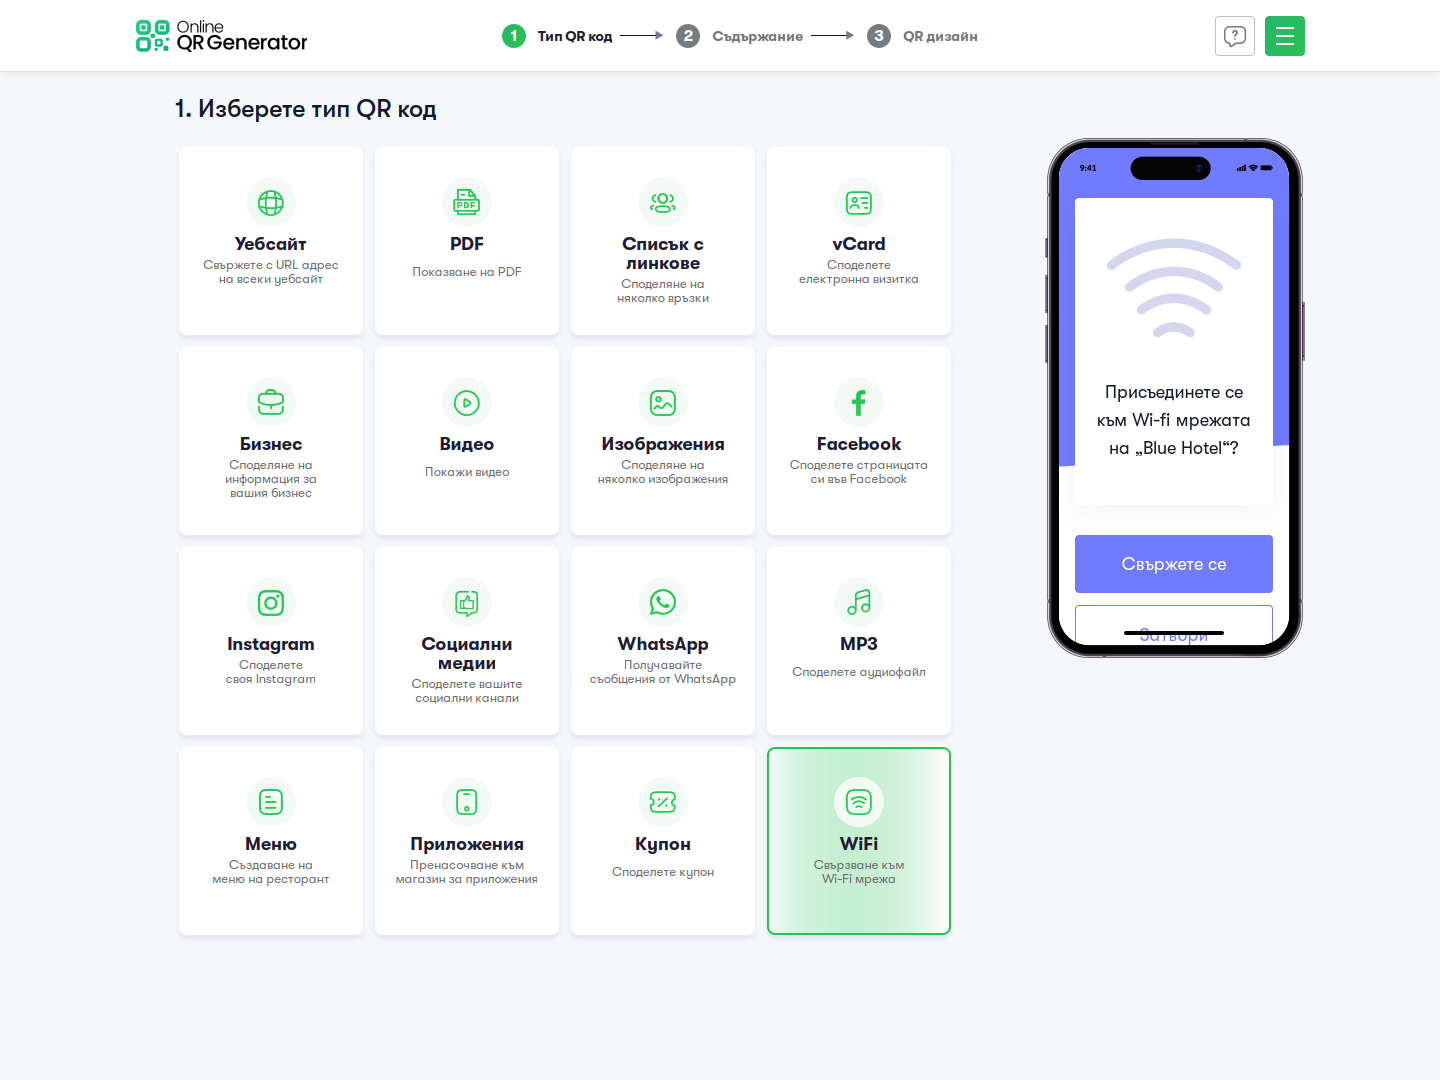 Online
QR Generator
1 Тип QR код
2 Съдържание
3 QR дизайн
1. Изберете тип QR код
Уебсайт
Свържете с URL адрес
на всеки уебсайт
PDF
PDF
Показване на PDF
Списък с
линкове
Споделяне на
няколко връзки
vCard
Споделете
електронна визитка
Бизнес
Споделяне на
информация за
вашия бизнес
Видео
Покажи видео
Изображения
Споделяне на
няколко изображения
Facebook
Споделете страницата
си във Facebook
Instagram
Споделете
своя Instagram
Социални
медии
Споделете вашите
социални канали
WhatsApp
Получавайте
съобщения от WhatsApp
MP3
Споделете аудиофайл
Меню
Създаване на
меню на ресторант
Приложения
Пренасочване към
магазин за приложения
Купон
Споделете купон
WiFi
Свързване към
Wi-Fi мрежа
9:41
Присъединете се
към Wi-fi мрежата
на „Blue Hotel“?
Свържете се
Затвори